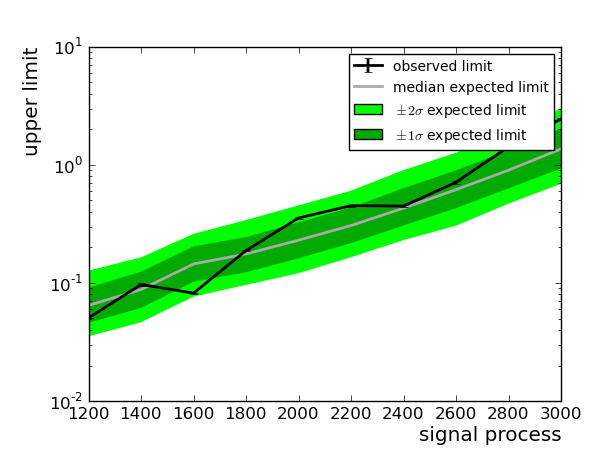 10^1
upper limit
observed limit
median expected limit
±2σ expected limit
±1σ expected limit
10^0
10^-1
10^-2
1200 1400 1600 1800 2000 2200 2400 2600 2800 3000
signal process